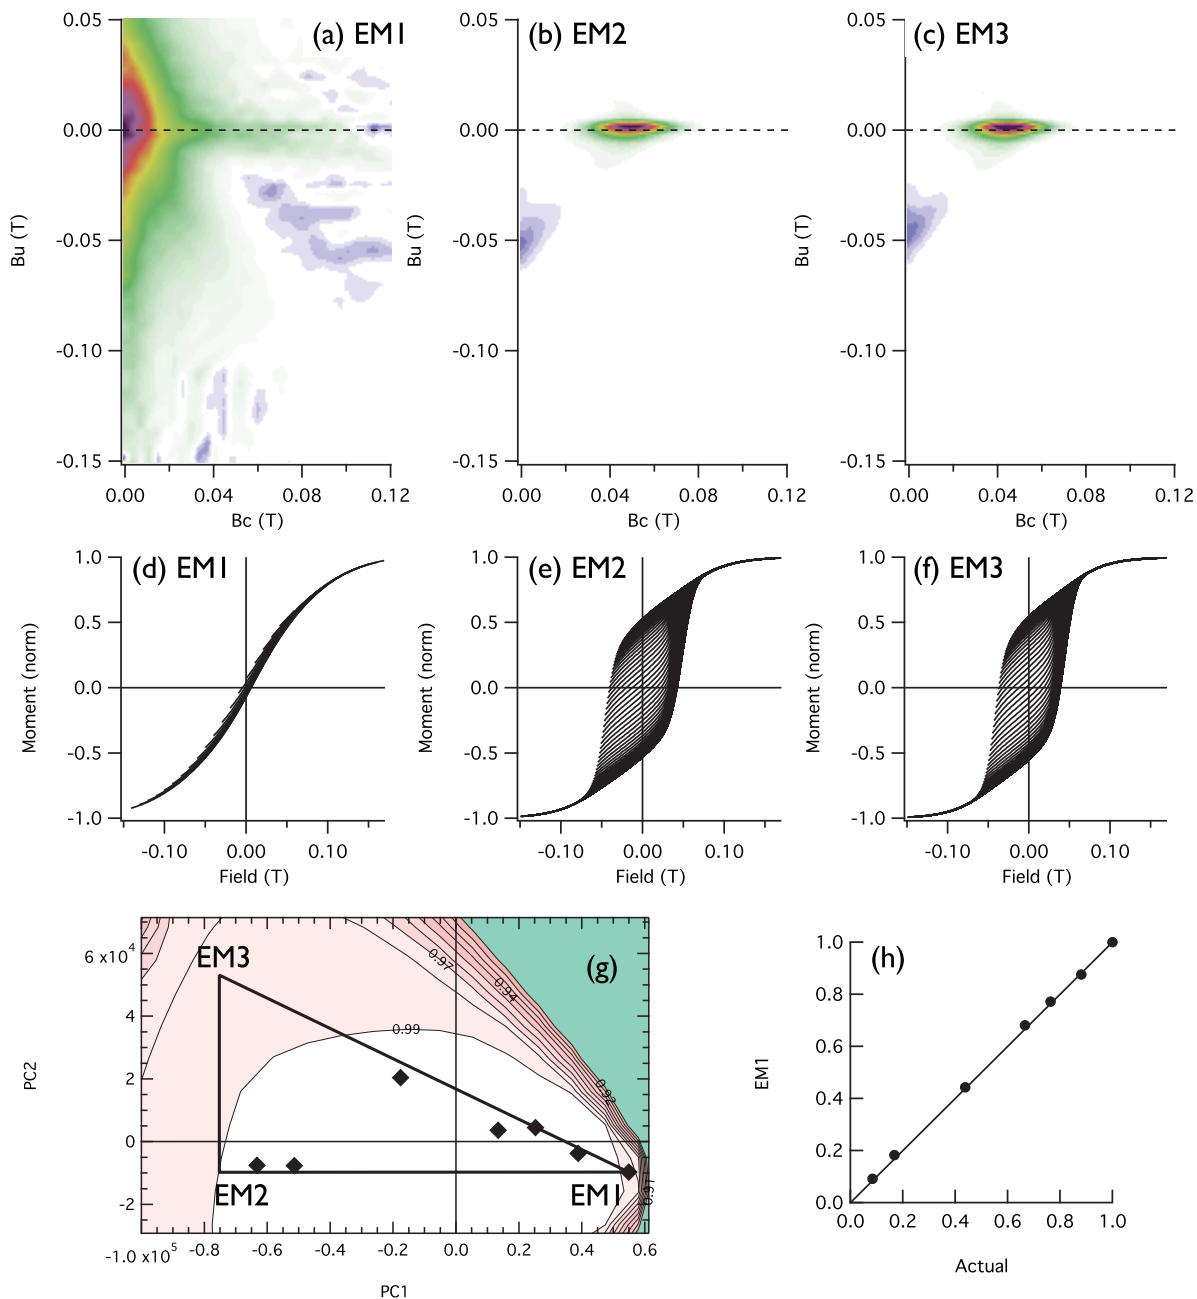 (a) EM1
(b) EM2
(c) EM3
0.05
0.00
-0.05
-0.10
-0.15
Bu (T)
0.00 0.04 0.08 0.12
Bc (T)
0.05
0.00
-0.05
-0.10
-0.15
Bu (T)
0.00 0.04 0.08 0.12
Bc (T)
0.05
0.00
-0.05
-0.10
-0.15
Bu (T)
0.00 0.04 0.08 0.12
Bc (T)
(d) EM1
1.0
0.5
0.0
-0.5
-1.0
Moment (norm)
-0.10 0.00 0.10
Field (T)
(e) EM2
1.0
0.5
0.0
-0.5
-1.0
Moment (norm)
-0.10 0.00 0.10
Field (T)
(f) EM3
1.0
0.5
0.0
-0.5
-1.0
Moment (norm)
-0.10 0.00 0.10
Field (T)
(g)
6 x10⁴
4
2
0
-2
PC2
EM3
EM2
EM1
0.97
0.94
0.99
0.92
0.91
-1.0 x10⁵ -0.8 -0.6 -0.4 -0.2 0.0 0.2 0.4 0.6
PC1
(h)
1.0
0.8
0.6
0.4
0.2
0.0
EM1
0.0 0.2 0.4 0.6 0.8 1.0
Actual